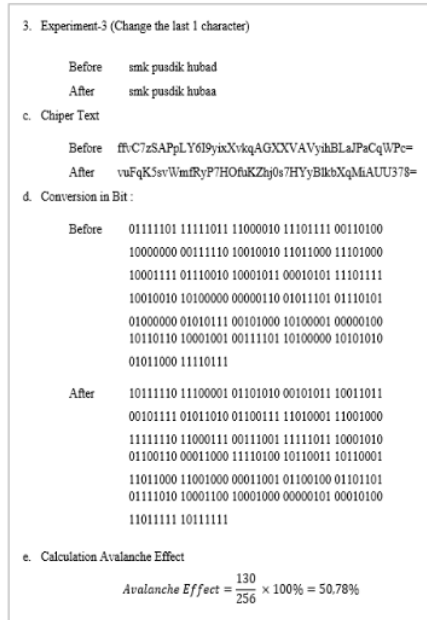 3. Experiment-3 (Change the last 1 character)
Before smk pusdik hubad
After smk pusdik hubaa
c. Chiper Text
Before ffvC7zSAPpLY6I9yixXvkqAGXXVAVyihBLaJPaCqWPc=
After vuFqK5svWmfRyP7HOfuKZhj0s7HYyBlkbXqMiAUU378=
d. Conversion in Bit :
Before 01111101 11111011 11000010 11101111 00110100
10000000 00111110 10010010 11011000 11101000
10001111 01110010 10001011 00010101 11101111
10010010 10100000 00000110 01011101 01110101
01000000 01010111 00101000 10100001 00000100
10110110 10001001 00111101 10100000 10101010
01011000 11110111
After 10111110 11100001 01101010 00101011 10011011
00101111 01011010 01100111 11010001 11001000
11111110 11000111 00111001 11111011 10001010
01100110 00011000 11110100 10110011 10110001
11011000 11001000 00011001 01100100 01101101
01111010 10001100 10001000 00000101 00010100
11011111 10111111
e. Calculation Avalanche Effect
Avalanche Effect = 130/256 × 100% = 50,78%